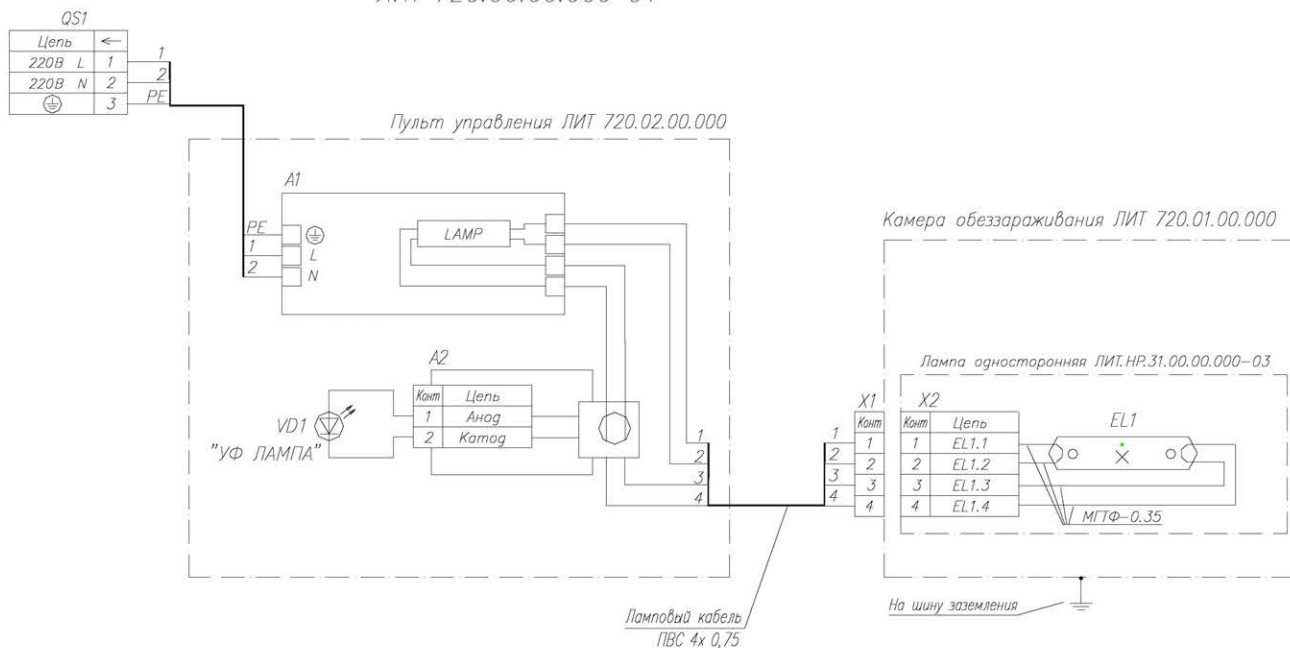 QS1
Цепь
220В L 1
220В N 2
3
1
2
PE
Пульт управления ЛИТ 720.02.00.000
A1
PE
1 L
2 N
LAMP
Камера обеззараживания ЛИТ 720.01.00.000
A2
Конт Цепь
1 Анод
2 Катод
VD1
"УФ ЛАМПА"
1
2
3
4
1
2
3
4
X1
Конт
1
2
3
4
Лампа односторонняя ЛИТ.НР.31.00.00.000-03
X2
Конт Цепь
1 EL1.1
2 EL1.2
3 EL1.3
4 EL1.4
EL1
МГТФ-0.35
На шину заземления
Ламповый кабель
ПВС 4х 0,75